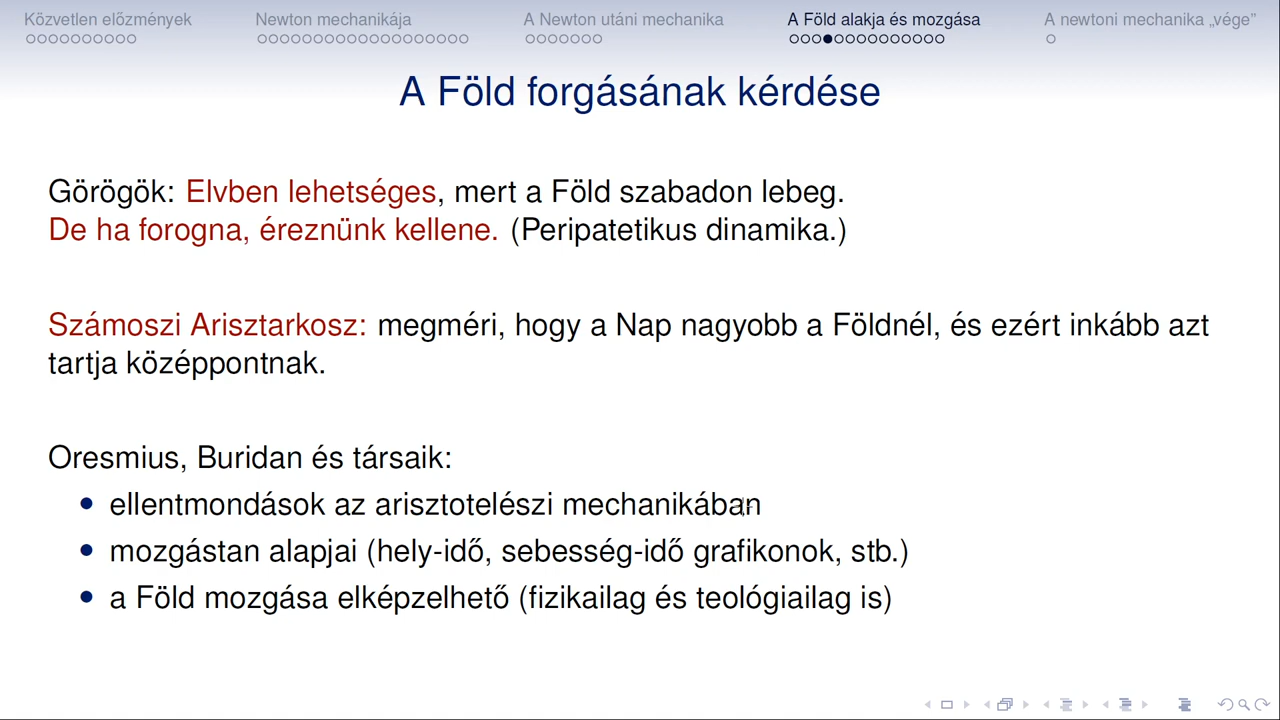 Közvetlen előzmények Newton mechanikája A Newton utáni mechanika A Föld alakja és mozgása A newtoni mechanika „vége”
A Föld forgásának kérdése
Görögök: Elvben lehetséges, mert a Föld szabadon lebeg.
De ha forogna, éreznünk kellene. (Peripatetikus dinamika.)
Számoszi Arisztarkosz: megméri, hogy a Nap nagyobb a Földnél, és ezért inkább azt
tartja középpontnak.
Oresmius, Buridan és társaik:
• ellentmondások az arisztotelészi mechanikában
• mozgástan alapjai (hely-idő, sebesség-idő grafikonok, stb.)
• a Föld mozgása elképzelhető (fizikailag és teológiailag is)